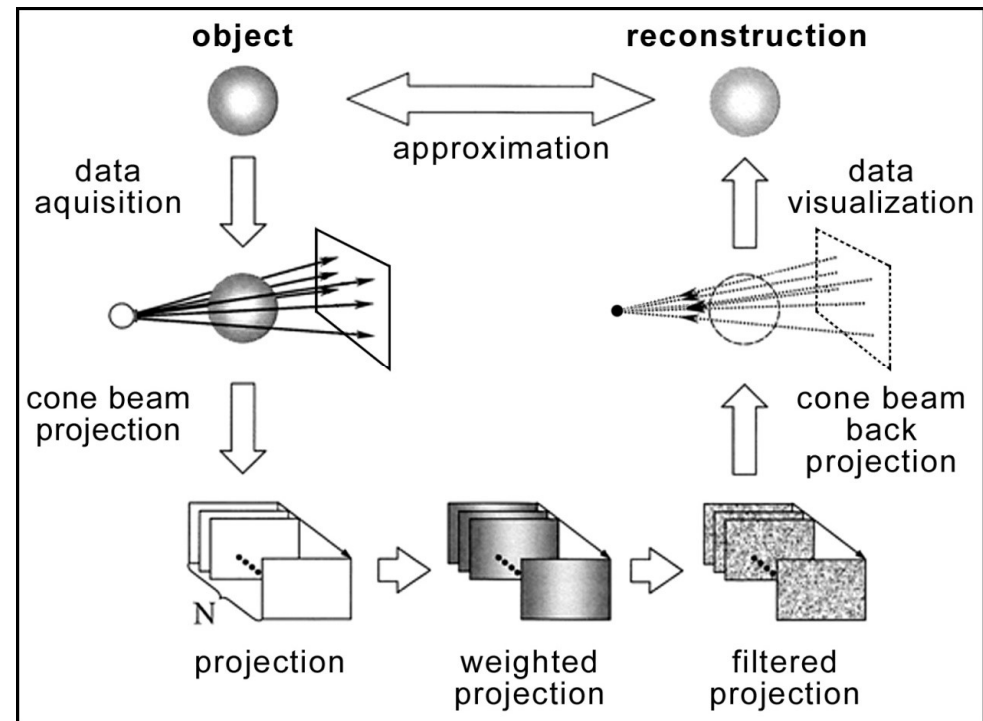 object
reconstruction
approximation
data
aquisition
data
visualization
cone beam
projection
cone beam
back
projection
N
projection
weighted
projection
filtered
projection